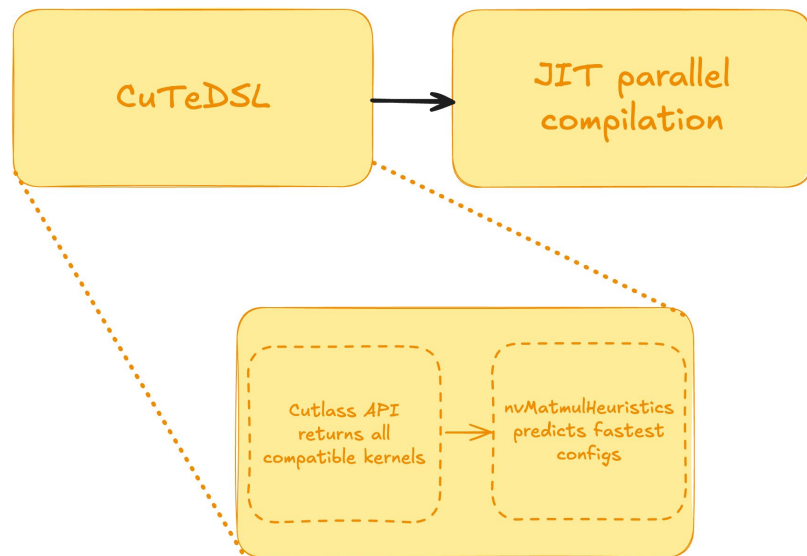 CuTeDSL
JIT parallel
compilation
Cutlass API
returns all
compatible kernels
nvMatmulHeuristics
predicts fastest
configs